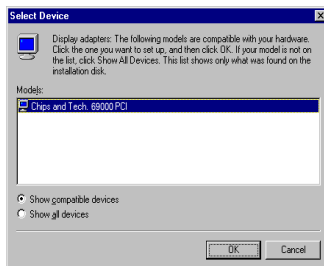 Select Device
Display adapters: The following models are compatible with your hardware.
Click the one you want to set up, and then click OK. If your model is not on
the list, click Show All Devices. This list shows only what was found on the
installation disk.
Models:
Chips and Tech. 69000 PCI
Show compatible devices
Show all devices
OK
Cancel